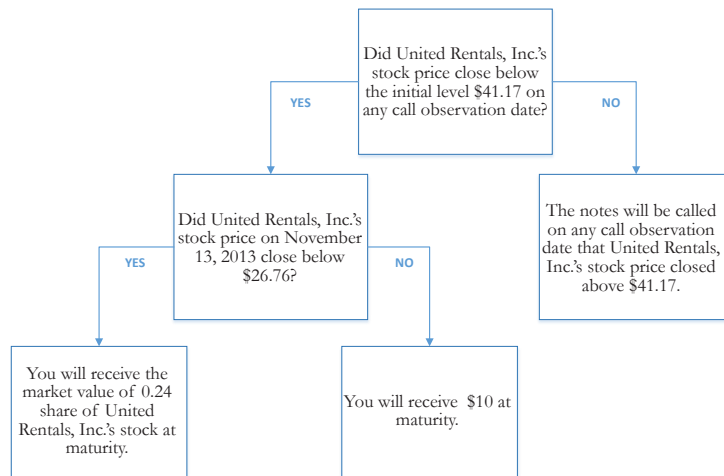 Did United Rentals, Inc.'s
stock price close below
the initial level $41.17 on
any call observation date?
YES
NO
Did United Rentals, Inc.'s
stock price on November
13, 2013 close below
$26.76?
The notes will be called
on any call observation
date that United Rentals,
Inc.'s stock price closed
above $41.17.
YES
NO
You will receive the
market value of 0.24
share of United
Rentals, Inc.'s stock at
maturity.
You will receive $10 at
maturity.